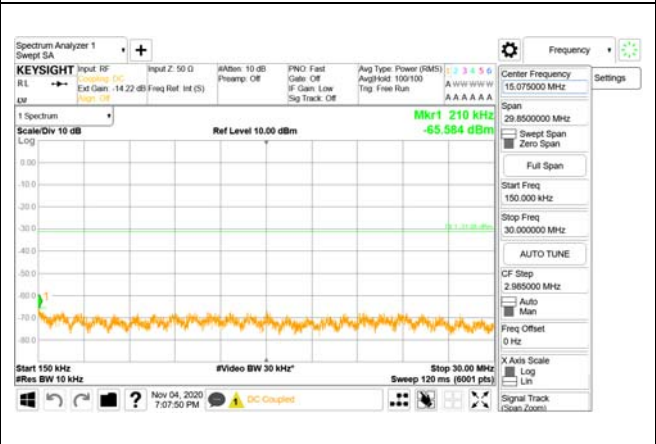 Spectrum Analyzer 1
Swept SA
+
Frequency
KEYSIGHT Input: RF Input Z: 50 Ω #Atten: 10 dB PNO: Fast Avg Type: Power (RMS) 1 2 3 4 5 6
RL Coupling: DC Preamp: Off Gate: Off Avg|Hold: 100/100 A W W W W W
Ext Gain: -14.22 dB Freq Ref: Int (S) IF Gain: Low Trig: Free Run
Align: Off Sig Track: Off A A A A A A
1 Spectrum
Mkr1 210 kHz
Scale/Div 10 dB Ref Level 10.00 dBm -65.584 dBm
Log
0.00
-10.0
-20.0
-30.0
-40.0
-50.0
-60.0
1
-70.0
-80.0
Start 150 kHz #Video BW 30 kHz* Stop 30.00 MHz
#Res BW 10 kHz Sweep 120 ms (6001 pts)
? Nov 04, 2020
7:07:50 PM
1 DC Coupled
Center Frequency
15.075000 MHz
Settings
Span
29.8500000 MHz
Swept Span
Zero Span
Full Span
Start Freq
150.000 kHz
Stop Freq
30.000000 MHz
AUTO TUNE
CF Step
2.985000 MHz
Auto
Man
Freq Offset
0 Hz
X Axis Scale
Log
Lin
Signal Track
(Span Zoom)